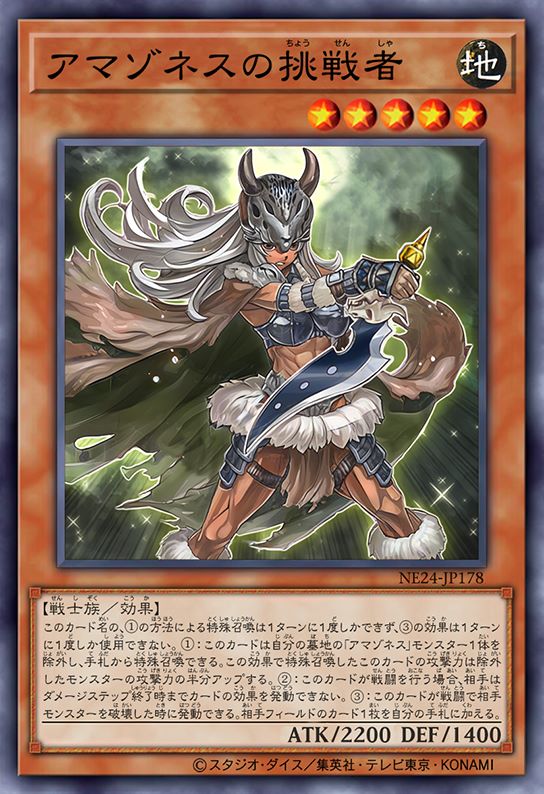 アマゾネスの挑戦者
地
NE24-JP178
【戦士族／効果】
このカード名の、①の方法による特殊召喚は1ターンに1度しかできず、③の効果は1ターン
に1度しか使用できない。①：このカードは自分の墓地の「アマゾネス」モンスター1体を
除外し、手札から特殊召喚できる。この効果で特殊召喚したこのカードの攻撃力は除外
したモンスターの攻撃力の半分アップする。②：このカードが戦闘を行う場合、相手は
ダメージステップ終了時までカードの効果を発動できない。③：このカードが戦闘で相手
モンスターを破壊した時に発動できる。相手フィールドのカード1枚を自分の手札に加える。
ATK/2200 DEF/1400
©スタジオ・ダイス／集英社・テレビ東京・KONAMI